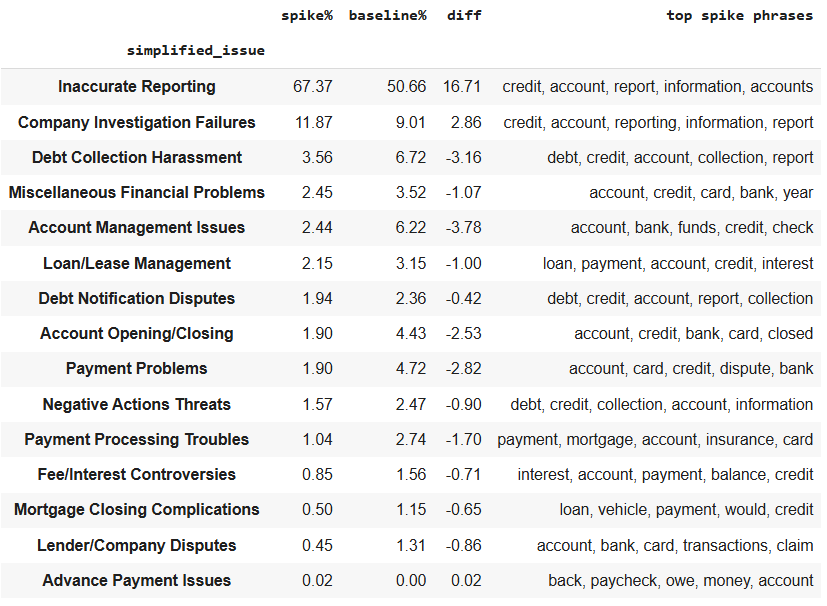 spike% baseline% diff top spike phrases
simplified_issue
Inaccurate Reporting 67.37 50.66 16.71 credit, account, report, information, accounts
Company Investigation Failures 11.87 9.01 2.86 credit, account, reporting, information, report
Debt Collection Harassment 3.56 6.72 -3.16 debt, credit, account, collection, report
Miscellaneous Financial Problems 2.45 3.52 -1.07 account, credit, card, bank, year
Account Management Issues 2.44 6.22 -3.78 account, bank, funds, credit, check
Loan/Lease Management 2.15 3.15 -1.00 loan, payment, account, credit, interest
Debt Notification Disputes 1.94 2.36 -0.42 debt, credit, account, report, collection
Account Opening/Closing 1.90 4.43 -2.53 account, credit, bank, card, closed
Payment Problems 1.90 4.72 -2.82 account, card, credit, dispute, bank
Negative Actions Threats 1.57 2.47 -0.90 debt, credit, collection, account, information
Payment Processing Troubles 1.04 2.74 -1.70 payment, mortgage, account, insurance, card
Fee/Interest Controversies 0.85 1.56 -0.71 interest, account, payment, balance, credit
Mortgage Closing Complications 0.50 1.15 -0.65 loan, vehicle, payment, would, credit
Lender/Company Disputes 0.45 1.31 -0.86 account, bank, card, transactions, claim
Advance Payment Issues 0.02 0.00 0.02 back, paycheck, owe, money, account